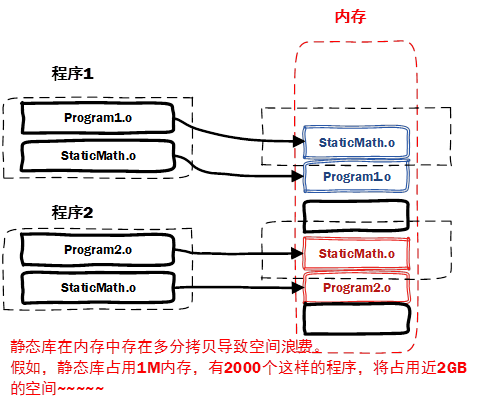 内存
程序1
Program1.o
StaticMath.o
StaticMath.o
Program1.o
程序2
Program2.o
StaticMath.o
StaticMath.o
Program2.o
静态库在内存中存在多分拷贝导致空间浪费。
假如，静态库占用1M内存，有2000个这样的程序，将占用近2GB
的空间~~~~~